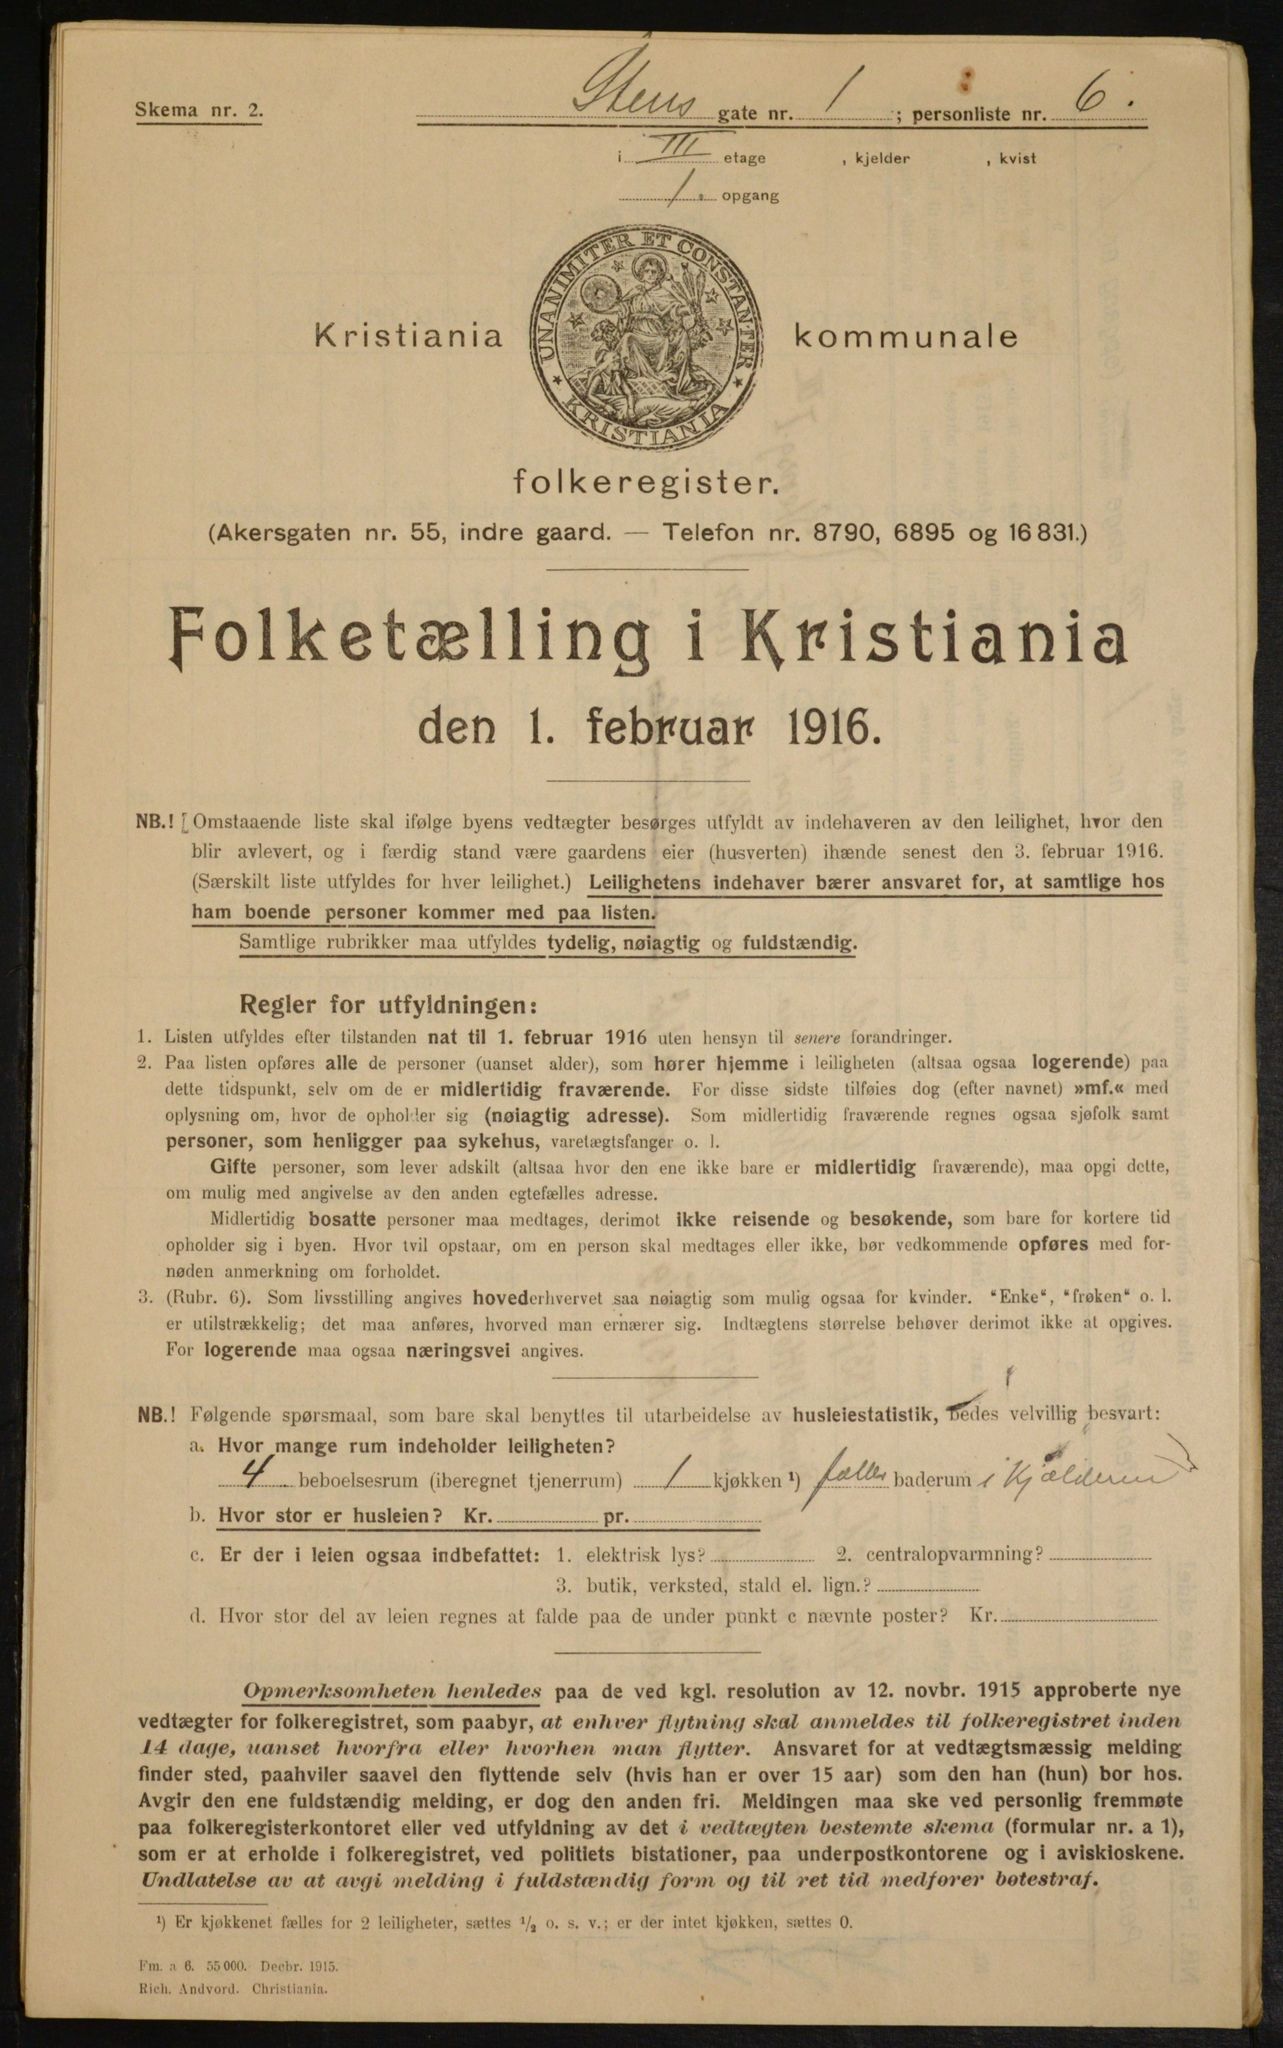 Skema nr. 2.
Stens gate nr. 1 ; personliste nr. 6.
i III etage , kjelder , kvist
1. opgang
UNANIMITER ET CONSTANTER
KRISTIANIA
Kristiania kommunale
folkeregister.
(Akersgaten nr. 55, indre gaard. — Telefon nr. 8790, 6895 og 16 831.)
Folketælling i Kristiania
den 1. februar 1916.
NB.! [Omstaaende liste skal ifølge byens vedtægter besørges utfyldt av indehaveren av den leilighet, hvor den
blir avlevert, og i færdig stand være gaardens eier (husverten) ihænde senest den 3. februar 1916.
(Særskilt liste utfyldes for hver leilighet.) Leilighetens indehaver bærer ansvaret for, at samtlige hos
ham boende personer kommer med paa listen.
Samtlige rubrikker maa utfyldes tydelig, nøiagtig og fuldstændig.
Regler for utfyldningen:
1. Listen utfyldes efter tilstanden nat til 1. februar 1916 uten hensyn til senere forandringer.
2. Paa listen opføres alle de personer (uanset alder), som hører hjemme i leiligheten (altsaa ogsaa logerende) paa
dette tidspunkt, selv om de er midlertidig fraværende. For disse sidste tilføies dog (efter navnet) »mf.« med
oplysning om, hvor de opholder sig (nøiagtig adresse). Som midlertidig fraværende regnes ogsaa sjøfolk samt
personer, som henligger paa sykehus, varetægtsfanger o. l.
Gifte personer, som lever adskilt (altsaa hvor den ene ikke bare er midlertidig fraværende), maa opgi dette,
om mulig med angivelse av den anden egtefælles adresse.
Midlertidig bosatte personer maa medtages, derimot ikke reisende og besøkende, som bare for kortere tid
opholder sig i byen. Hvor tvil opstaar, om en person skal medtages eller ikke, bør vedkommende opføres med for-
nøden anmerkning om forholdet.
3. (Rubr. 6). Som livsstilling angives hovederhvervet saa nøiagtig som mulig ogsaa for kvinder. "Enke", "frøken" o. l.
er utilstrækkelig; det maa anføres, hvorved man ernærer sig. Indtægtens størrelse behøver derimot ikke at opgives.
For logerende maa ogsaa næringsvei angives.
NB.! Følgende spørsmaal, som bare skal benyttes til utarbeidelse av husleiestatistik, bedes velvillig besvart:
a. Hvor mange rum indeholder leiligheten?
4 beboelsesrum (iberegnet tjenerrum) 1 kjøkken ¹) fælles baderum i Kjælderen
b. Hvor stor er husleien? Kr. pr.
c. Er der i leien ogsaa indbefattet: 1. elektrisk lys? 2. centralopvarmning?
3. butik, verksted, stald el. lign.?
d. Hvor stor del av leien regnes at falde paa de under punkt c nævnte poster? Kr.
Opmerksomheten henledes paa de ved kgl. resolution av 12. novbr. 1915 approberte nye
vedtægter for folkeregistret, som paabyr, at enhver flytning skal anmeldes til folkeregistret inden
14 dage, uanset hvorfra eller hvorhen man flytter. Ansvaret for at vedtægtsmæssig melding
finder sted, paahviler saavel den flyttende selv (hvis han er over 15 aar) som den han (hun) bor hos.
Avgir den ene fuldstændig melding, er dog den anden fri. Meldingen maa ske ved personlig fremmøte
paa folkeregisterkontoret eller ved utfyldning av det i vedtægten bestemte skema (formular nr. a 1),
som er at erholde i folkeregistret, ved politiets bistationer, paa underpostkontorene og i aviskioskene.
Undlatelse av at avgi melding i fuldstændig form og til ret tid medfører bøtestraf.
¹) Er kjøkkenet fælles for 2 leiligheter, sættes ½ o. s. v.; er der intet kjøkken, sættes 0.
Fm. a 6. 55 000. Decbr. 1915.
Rich. Andvord. Christiania.